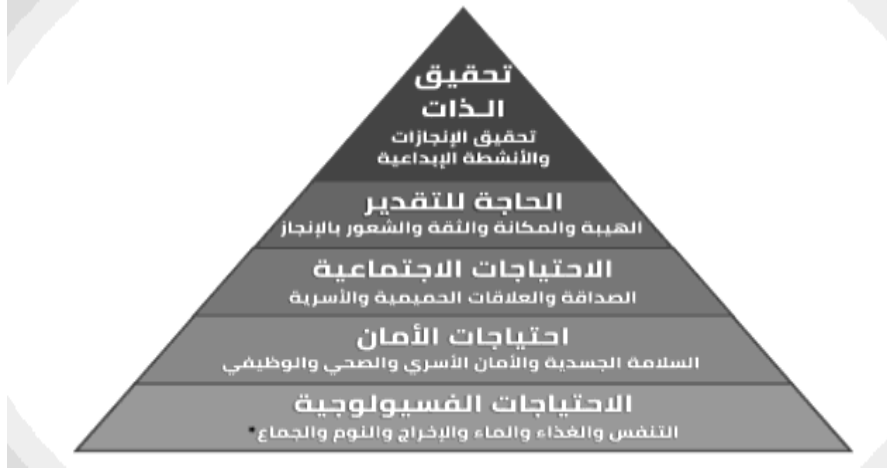 تحقيق
الـذات
تحقيق الإنجازات
والأنشطة الإبداعية
الحاجة للتقدير
الهيبة والمكانة والثقة والشعور بالإنجاز
الاحتياجات الاجتماعية
الصداقة والعلاقات الحميمية والأسرية
احتياجات الأمان
السلامة الجسدية والأمان الأسري والصحي والوظيفي
الاحتياجات الفسيولوجية
التنفس والغذاء والماء والإخراج والنوم والجماع*